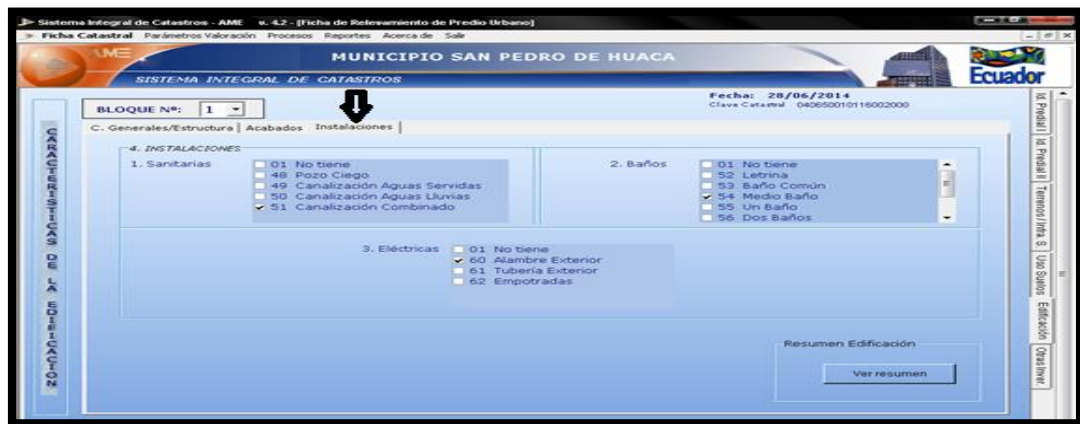 Sistema Integral de Catastros - AME v. 4.2 - [Ficha de Relevamiento de Predio Urbano]
Ficha Catastral Parámetros Valoración Procesos Reportes Acerca de Salir
AME
MUNICIPIO SAN PEDRO DE HUACA
SISTEMA INTEGRAL DE CATASTROS
Ecuador
Fecha: 28/06/2014
Clave Catastral 040650010116002000
BLOQUE Nº: 1
C. Generales/Estructura Acabados Instalaciones
4. INSTALACIONES
1. Sanitarias
01 No tiene
48 Pozo Ciego
49 Canalización Aguas Servidas
50 Canalización Aguas Lluvias
51 Canalización Combinado
2. Baños
01 No tiene
52 Letrina
53 Baño Común
54 Medio Baño
55 Un Baño
56 Dos Baños
3. Eléctricas
01 No tiene
60 Alambre Exterior
61 Tubería Exterior
62 Empotradas
Resumen Edificación
Ver resumen
CARACTERISTICAS DE LA EDIFICACION
Id. Predial I
Id. Predial II
Terrenos/Infra. S.
Uso Suelos
Edificación
Otras Inver.